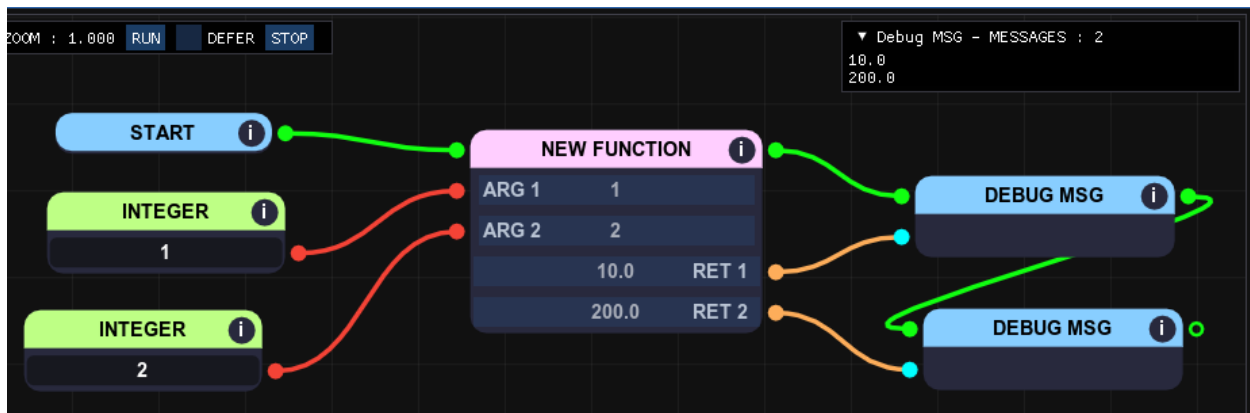 ZOOM : 1.000 RUN DEFER STOP
▼ Debug MSG - MESSAGES : 2
10.0
200.0
START i
NEW FUNCTION i
ARG 1 1
ARG 2 2
10.0 RET 1
200.0 RET 2
INTEGER i
1
INTEGER i
2
DEBUG MSG i
DEBUG MSG i